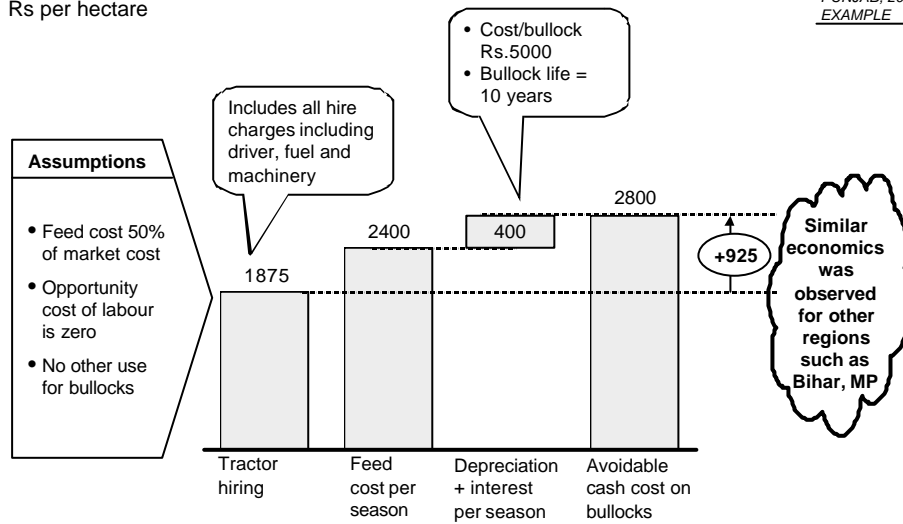 Rs per hectare
EXAMPLE
• Cost/bullock
Rs.5000
• Bullock life =
10 years
Includes all hire
charges including
driver, fuel and
machinery
Assumptions
• Feed cost 50%
of market cost
• Opportunity
cost of labour
is zero
• No other use
for bullocks
1875
2400
400
2800
+925
Similar
economics
was
observed
for other
regions
such as
Bihar, MP
Tractor
hiring
Feed
cost per
season
Depreciation
+ interest
per season
Avoidable
cash cost on
bullocks